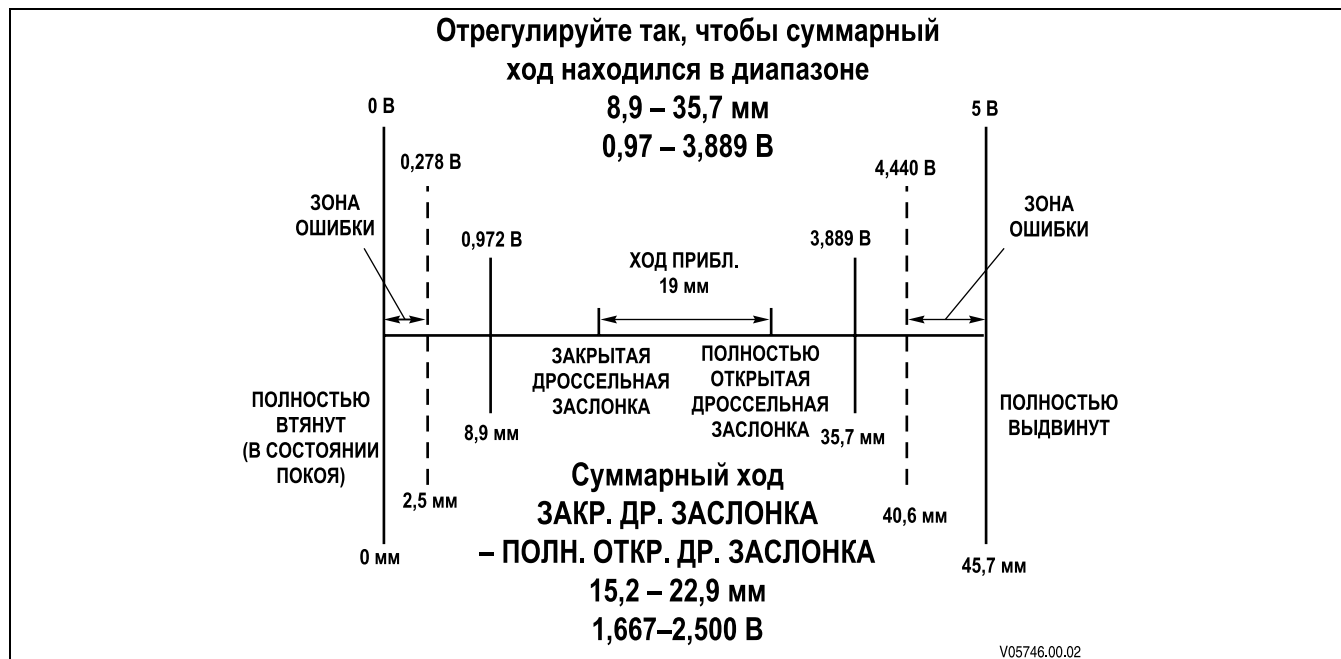 Отрегулируйте так, чтобы суммарный
ход находился в диапазоне
8,9 – 35,7 мм
0,97 – 3,889 В
0 В
5 В
0,278 В
4,440 В
ЗОНА
ОШИБКИ
ЗОНА
ОШИБКИ
0,972 В
3,889 В
ХОД ПРИБЛ.
19 мм
ЗАКРЫТАЯ
ДРОССЕЛЬНАЯ
ЗАСЛОНКА
ПОЛНОСТЬЮ
ОТКРЫТАЯ
ДРОССЕЛЬНАЯ
ЗАСЛОНКА
ПОЛНОСТЬЮ
ВТЯНУТ
(В СОСТОЯНИИ
ПОКОЯ)
ПОЛНОСТЬЮ
ВЫДВИНУТ
8,9 мм
35,7 мм
2,5 мм
40,6 мм
0 мм
45,7 мм
Суммарный ход
ЗАКР. ДР. ЗАСЛОНКА
– ПОЛН. ОТКР. ДР. ЗАСЛОНКА
15,2 – 22,9 мм
1,667–2,500 В
V05746.00.02